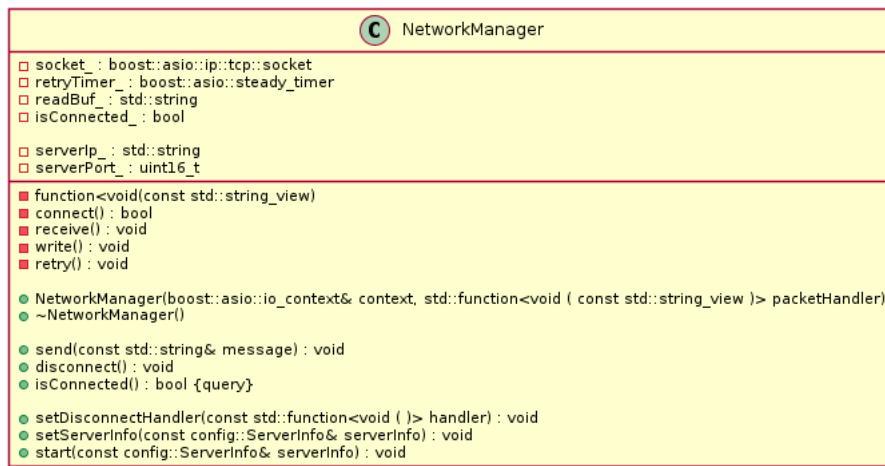 C NetworkManager
socket_ : boost::asio::ip::tcp::socket
retryTimer_ : boost::asio::steady_timer
readBuf_ : std::string
isConnected_ : bool
serverIp_ : std::string
serverPort_ : uint16_t
function<void(const std::string_view)
connect() : bool
receive() : void
write() : void
retry() : void
NetworkManager(boost::asio::io_context& context, std::function<void ( const std::string_view )> packetHandler)
~NetworkManager()
send(const std::string& message) : void
disconnect() : void
isConnected() : bool {query}
setDisconnectHandler(const std::function<void ( )> handler) : void
setServerInfo(const config::ServerInfo& serverInfo) : void
start(const config::ServerInfo& serverInfo) : void